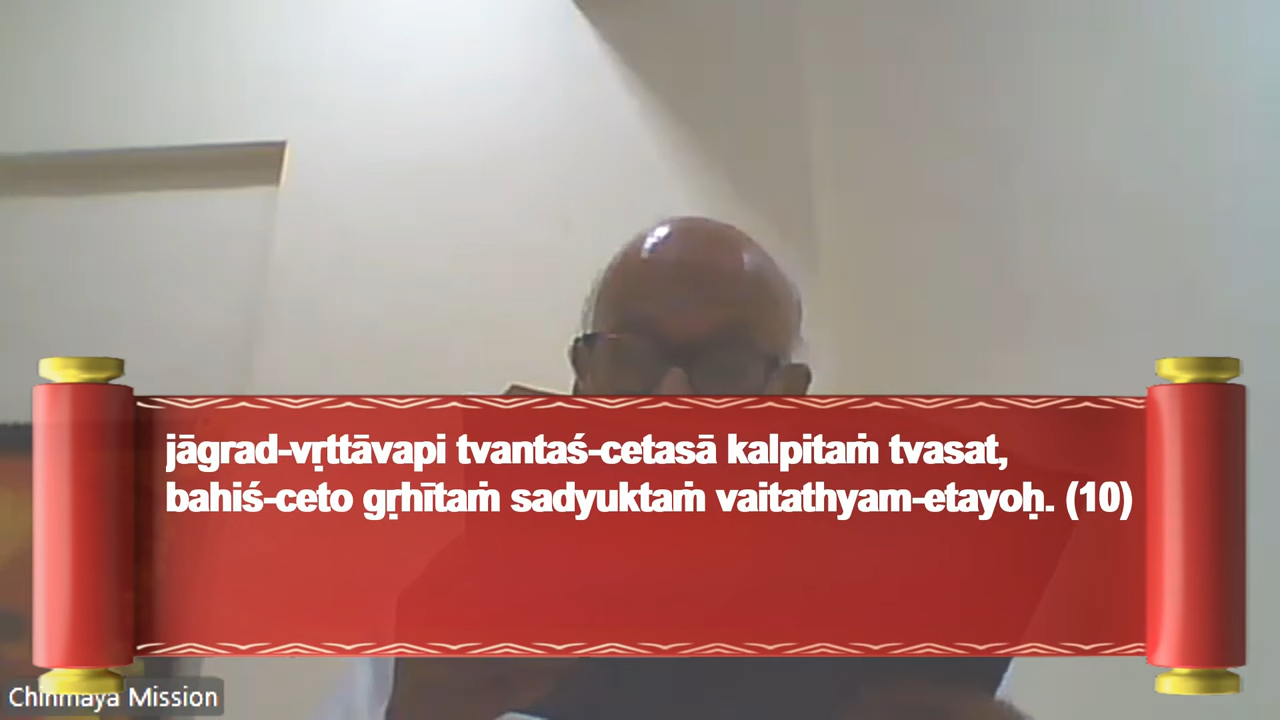 jāgrad-vṛttāvapi tvantaś-cetasā kalpitaṁ tvasat,
bahiś-ceto gṛhītaṁ sadyuktaṁ vaitathyam-etayoḥ. (10)
Chinmaya Mission